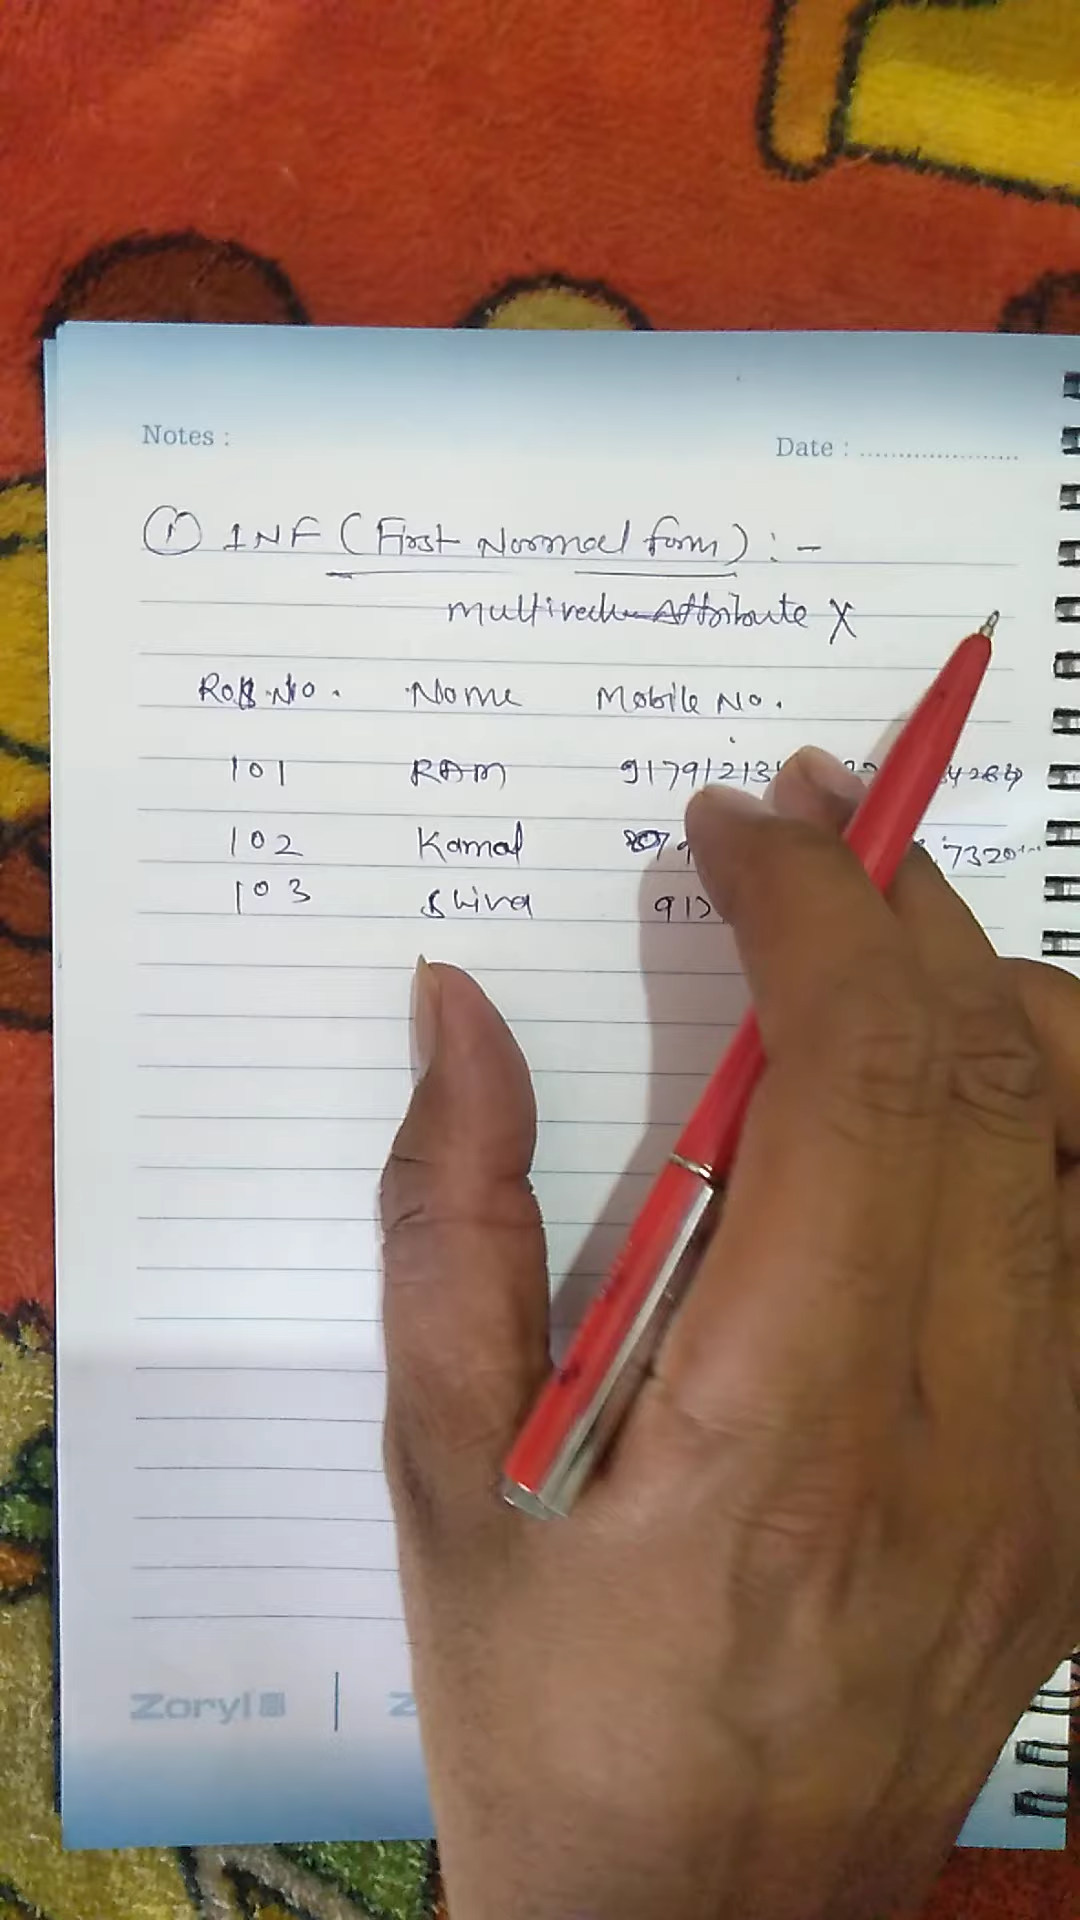 Notes :
Date : ......................
① 1NF (First Normal form) : -
Attribute X
Roll No. Name Mobile No.
101 RAM
102 Kamal 7320
103 Shiva
Zoryl